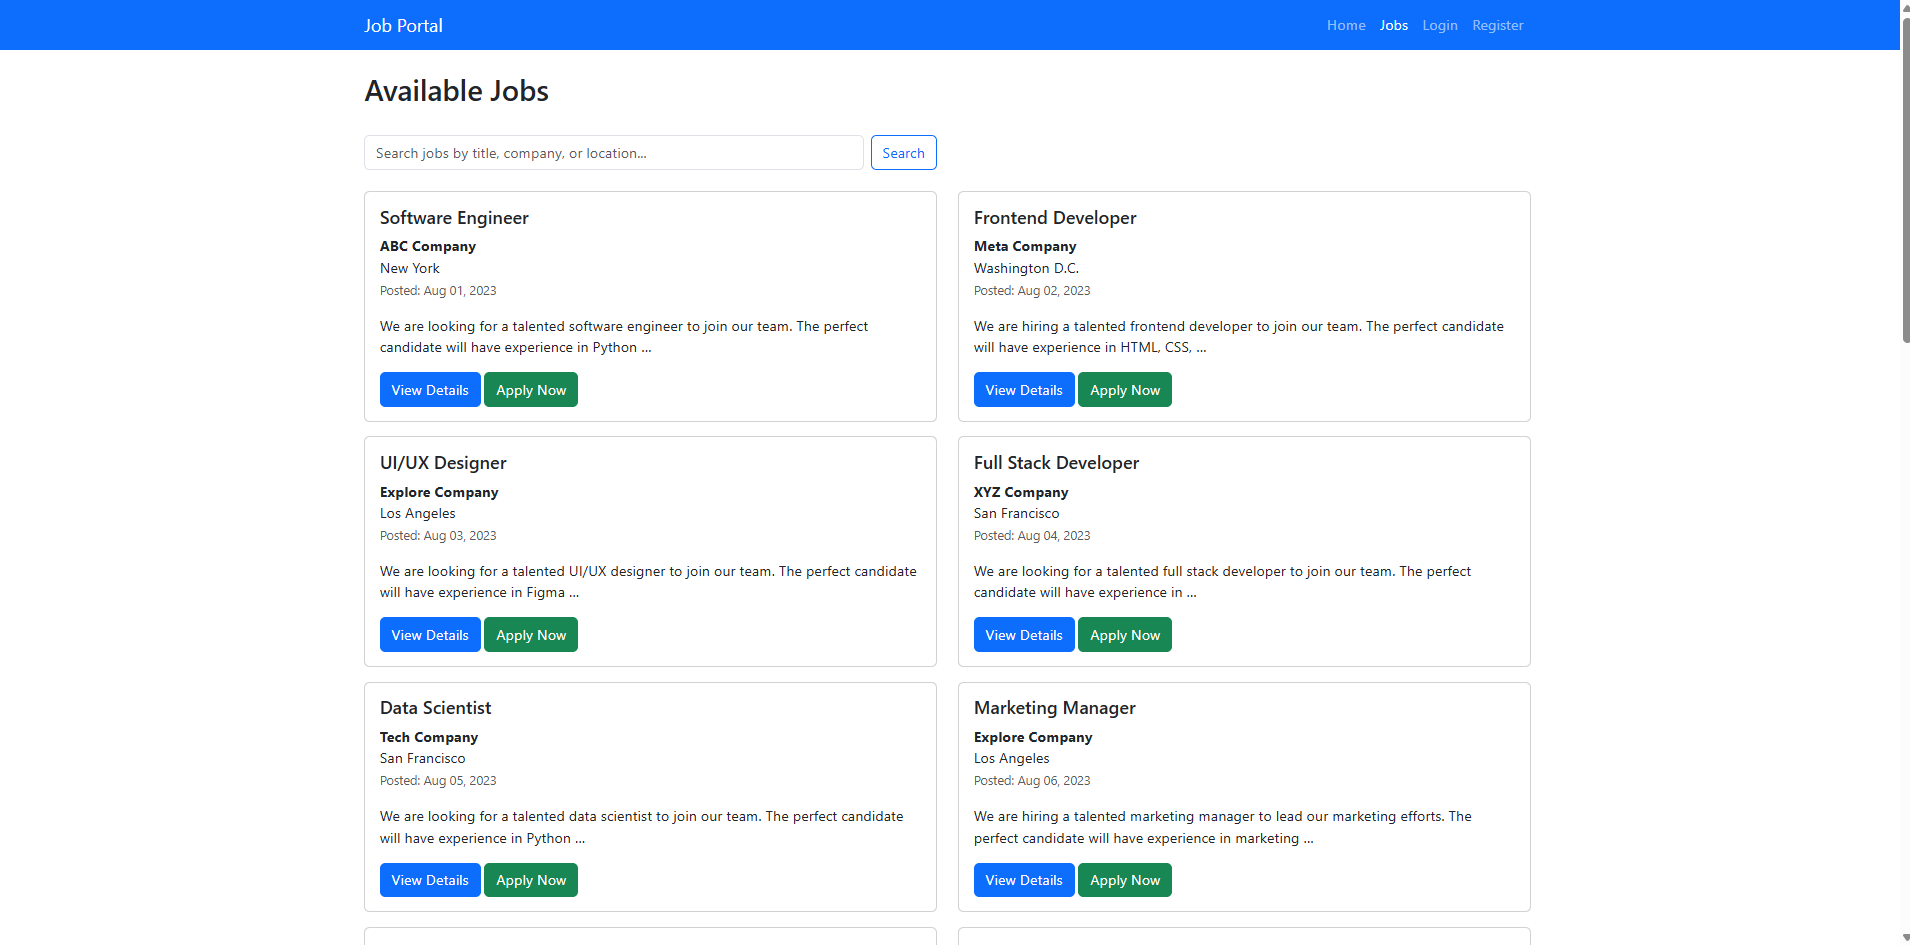 Job Portal
Home Jobs Login Register
Available Jobs
Search jobs by title, company, or location...
Search
Software Engineer
ABC Company
New York
Posted: Aug 01, 2023
We are looking for a talented software engineer to join our team. The perfect
candidate will have experience in Python ...
View Details Apply Now
Frontend Developer
Meta Company
Washington D.C.
Posted: Aug 02, 2023
We are hiring a talented frontend developer to join our team. The perfect candidate
will have experience in HTML, CSS, ...
View Details Apply Now
UI/UX Designer
Explore Company
Los Angeles
Posted: Aug 03, 2023
We are looking for a talented UI/UX designer to join our team. The perfect candidate
will have experience in Figma ...
View Details Apply Now
Full Stack Developer
XYZ Company
San Francisco
Posted: Aug 04, 2023
We are looking for a talented full stack developer to join our team. The perfect
candidate will have experience in ...
View Details Apply Now
Data Scientist
Tech Company
San Francisco
Posted: Aug 05, 2023
We are looking for a talented data scientist to join our team. The perfect candidate
will have experience in Python ...
View Details Apply Now
Marketing Manager
Explore Company
Los Angeles
Posted: Aug 06, 2023
We are hiring a talented marketing manager to lead our marketing efforts. The
perfect candidate will have experience in marketing ...
View Details Apply Now